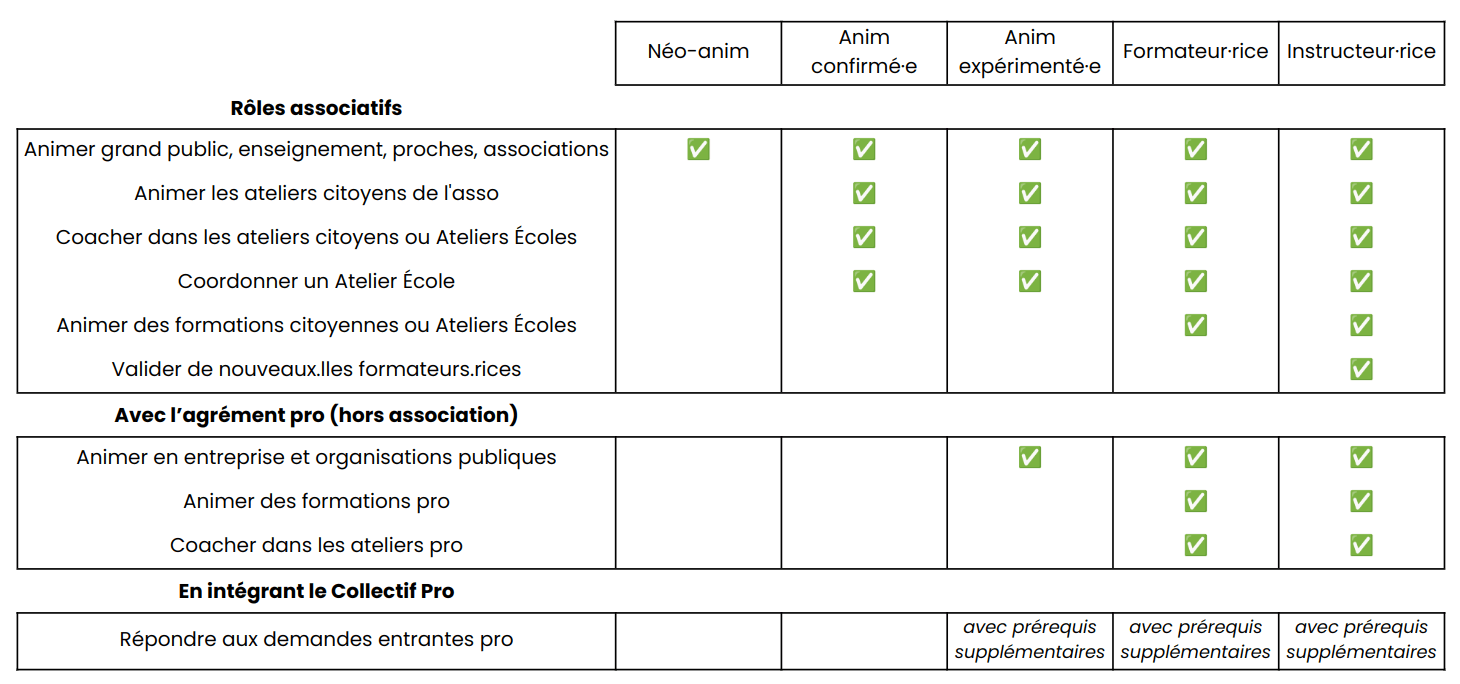 Néo-anim
Anim
confirmé·e
Anim
expérimenté·e
Formateur·rice
Instructeur·rice
Rôles associatifs
Animer grand public, enseignement, proches, associations ✅ ✅ ✅ ✅ ✅
Animer les ateliers citoyens de l'asso ✅ ✅ ✅ ✅
Coacher dans les ateliers citoyens ou Ateliers Écoles ✅ ✅ ✅ ✅
Coordonner un Atelier École ✅ ✅ ✅ ✅
Animer des formations citoyennes ou Ateliers Écoles ✅ ✅
Valider de nouveaux.lles formateurs.rices ✅
Avec l’agrément pro (hors association)
Animer en entreprise et organisations publiques ✅ ✅ ✅
Animer des formations pro ✅ ✅
Coacher dans les ateliers pro ✅ ✅
En intégrant le Collectif Pro
Répondre aux demandes entrantes pro
avec prérequis
supplémentaires
avec prérequis
supplémentaires
avec prérequis
supplémentaires